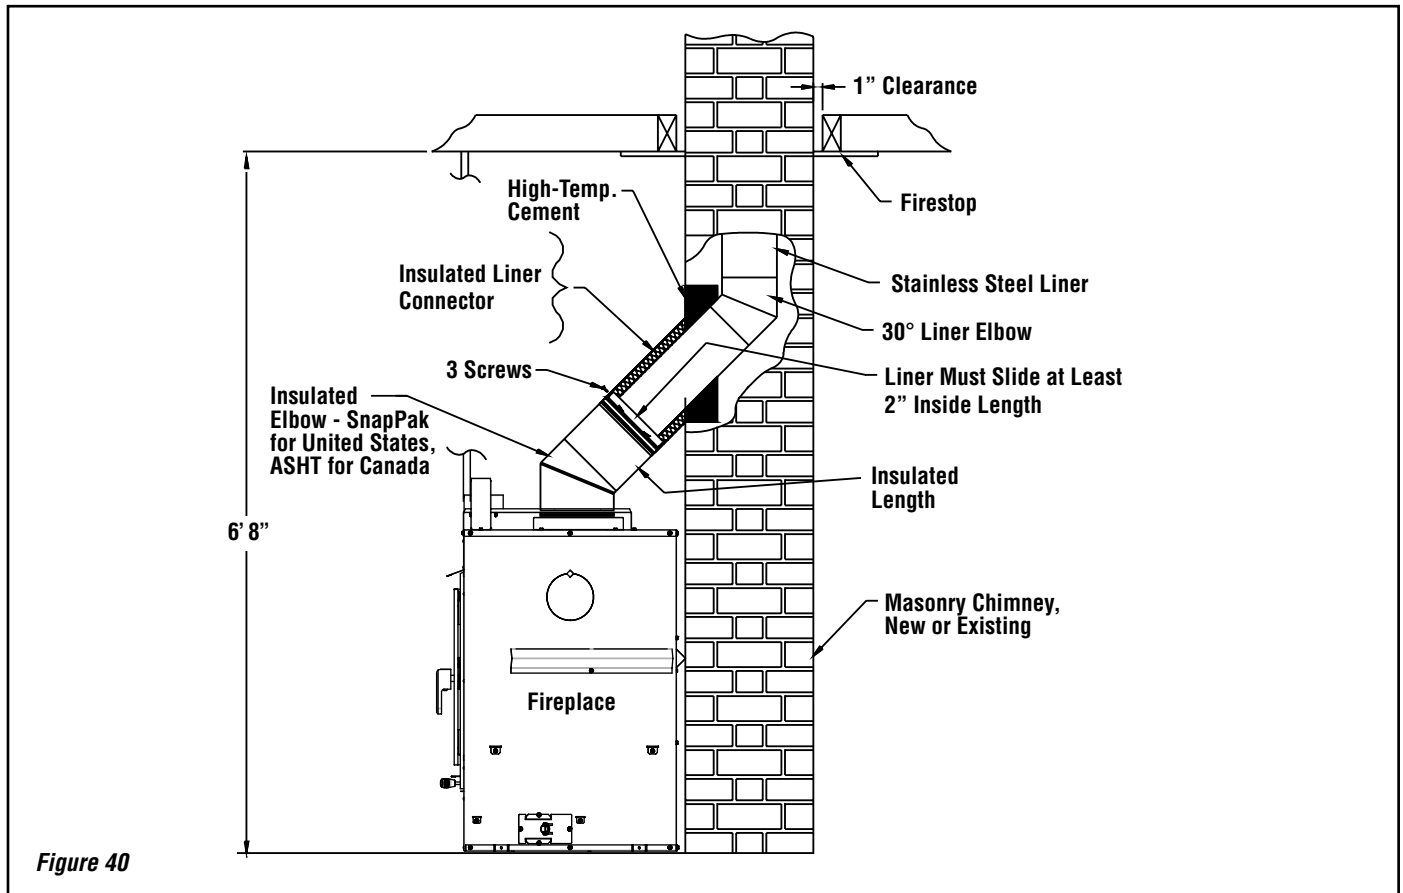 1” Clearance
High-Temp.
Cement
Firestop
Insulated Liner
Connector
Stainless Steel Liner
30° Liner Elbow
3 Screws
Liner Must Slide at Least
2” Inside Length
Insulated
Elbow - SnapPak
for United States,
ASHT for Canada
Insulated
Length
6’ 8”
Masonry Chimney,
New or Existing
Fireplace
Figure 40